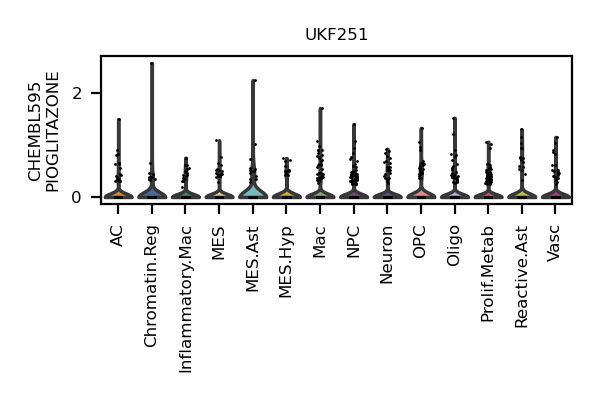 UKF251
CHEMBL595
PIOGLITAZONE
2
0
AC
Chromatin.Reg
Inflammatory.Mac
MES
MES.Ast
MES.Hyp
Mac
NPC
Neuron
OPC
Oligo
Prolif.Metab
Reactive.Ast
Vasc